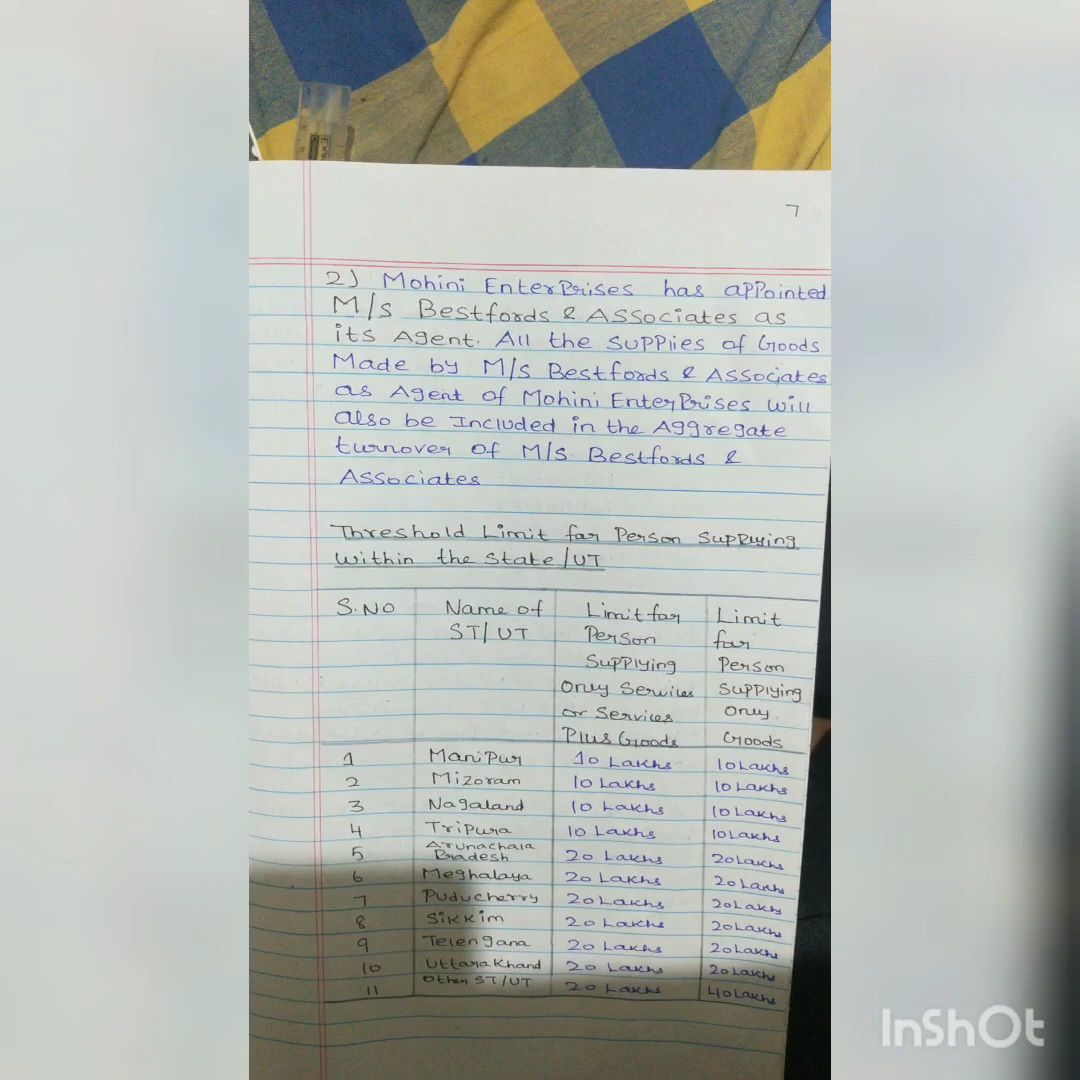 7
2) Mohini Enterprises has appointed
M/s Bestfords & Associates as
its Agent. All the supplies of Goods
Made by M/s Bestfords & Associates
as Agent of Mohini Enterprises will
also be Included in the Aggregate
turnover of M/s Bestfords &
Associates
Threshold Limit for Person Supplying
within the State/UT
S.NO Name of ST/UT Limit for Person Supplying Only Services or Services Plus Goods Limit for Person Supplying Only Goods
1 Manipur 10 Lakhs 10 Lakhs
2 Mizoram 10 Lakhs 10 Lakhs
3 Nagaland 10 Lakhs 10 Lakhs
4 Tripura 10 Lakhs 10 Lakhs
5 Arunachala Pradesh 20 Lakhs 20 Lakhs
6 Meghalaya 20 Lakhs 20 Lakhs
7 Puducherry 20 Lakhs 20 Lakhs
8 Sikkim 20 Lakhs 20 Lakhs
9 Telengana 20 Lakhs 20 Lakhs
10 Uttarakhand 20 Lakhs 20 Lakhs
11 Other ST/UT 20 Lakhs 40 Lakhs
InShOt